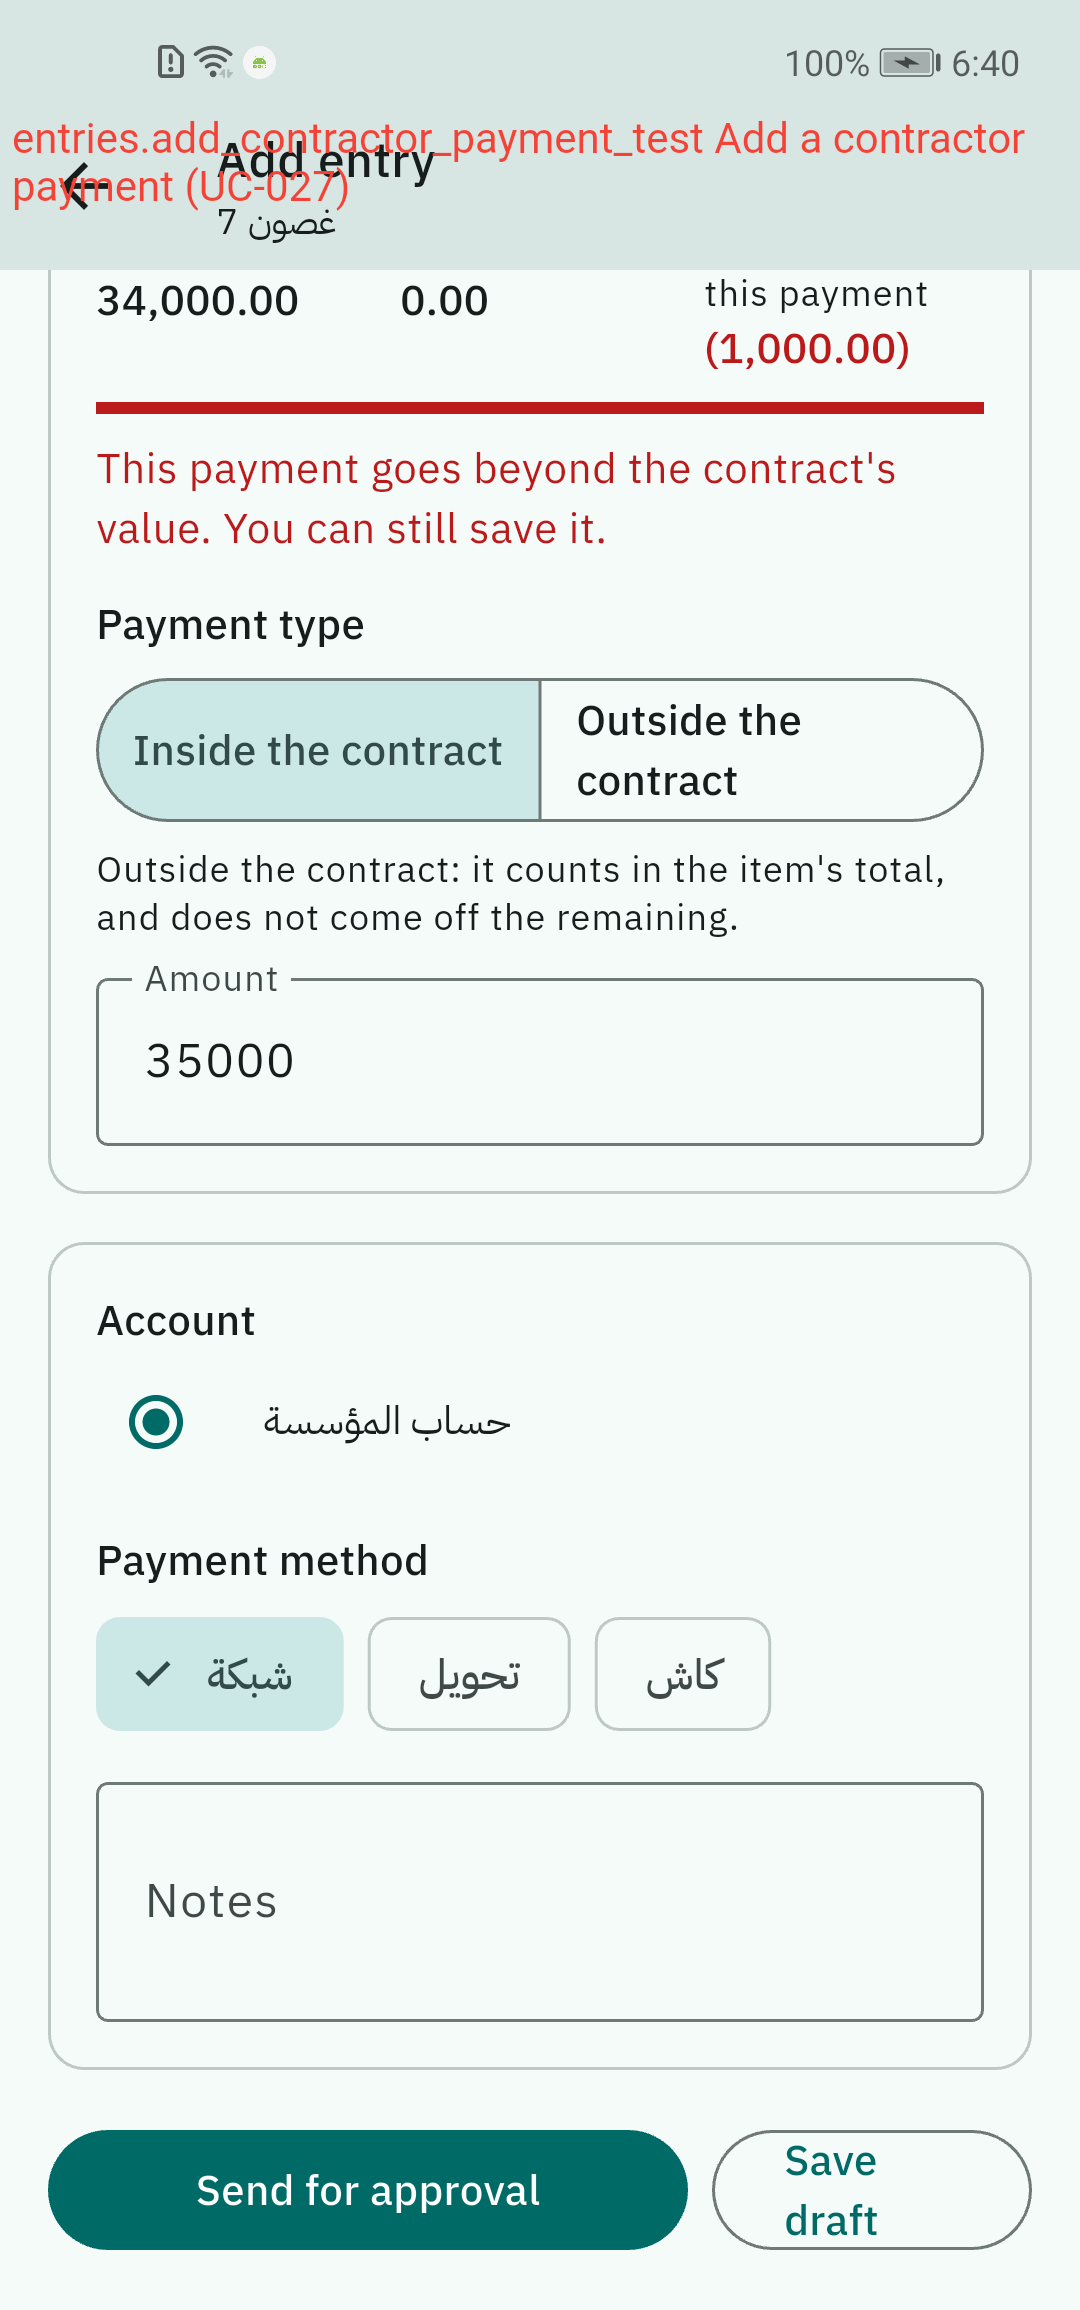 100% 6:40
entries.add_contractor_payment_test Add a contractor
payment (UC-027)
Add entry
غصون 7
34,000.00
0.00
this payment
(1,000.00)
This payment goes beyond the contract's
value. You can still save it.
Payment type
Inside the contract
Outside the
contract
Outside the contract: it counts in the item's total,
and does not come off the remaining.
Amount
35000
Account
حساب المؤسسة
Payment method
شبكة
تحويل
كاش
Notes
Send for approval
Save
draft